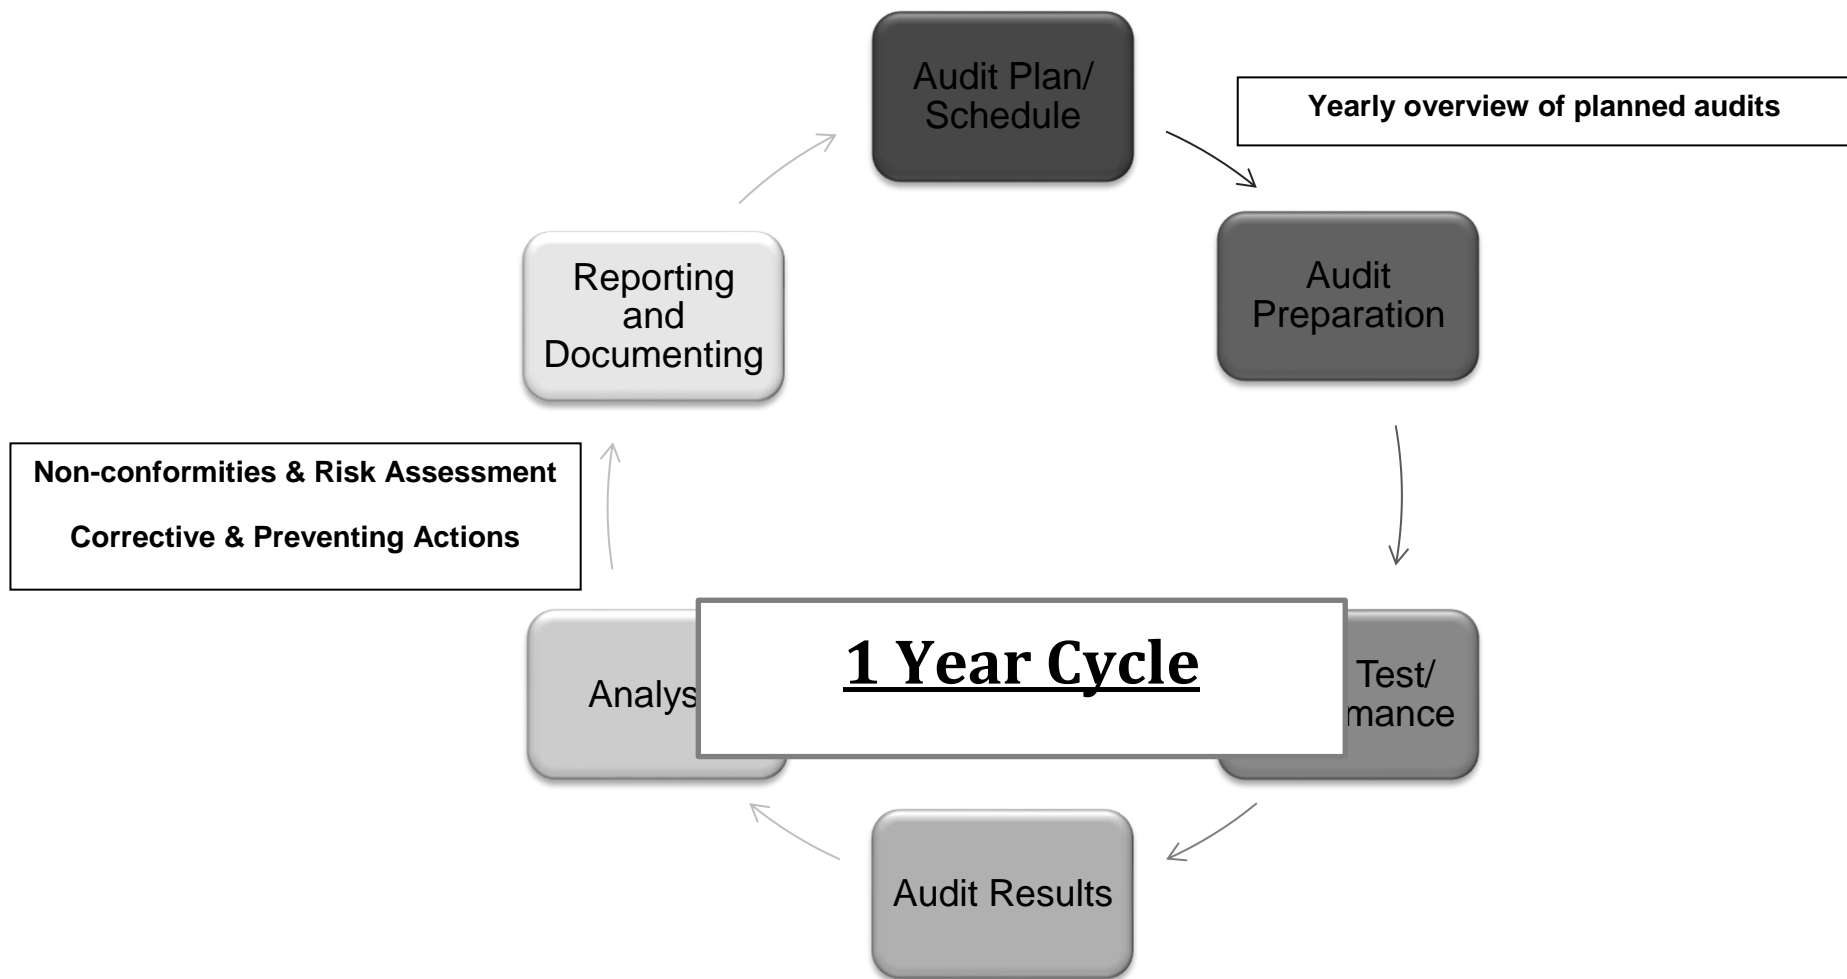 Audit Plan/
Schedule
Yearly overview of planned audits
Audit
Preparation
Reporting
and
Documenting
Non-conformities & Risk Assessment
Corrective & Preventing Actions
1 Year Cycle
Test/
Audit Results